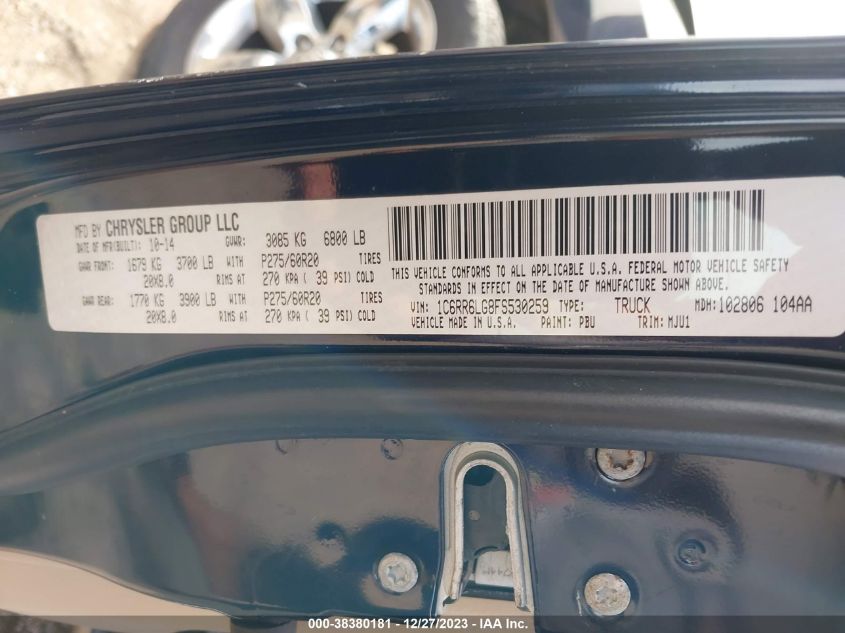 MFD BY CHRYSLER GROUP LLC
DATE OF MFR(BUILT): 10-14 GVWR: 3085 KG 6800 LB
GAWR FRONT: 1679 KG 3700 LB WITH P275/60R20 TIRES
20X8.0 RIMS AT 270 KPA ( 39 PSI) COLD
GAWR REAR: 1770 KG 3900 LB WITH P275/60R20 TIRES
20X8.0 RIMS AT 270 KPA ( 39 PSI) COLD
THIS VEHICLE CONFORMS TO ALL APPLICABLE U.S.A. FEDERAL MOTOR VEHICLE SAFETY
STANDARDS IN EFFECT ON THE DATE OF MANUFACTURE SHOWN ABOVE.
VIN: 1C6RR6LG8FS530259 TYPE: TRUCK MDH: 102806 104AA
VEHICLE MADE IN U.S.A. PAINT: PBU TRIM: MJU1
000-38380181 - 12/27/2023 - IAA Inc.